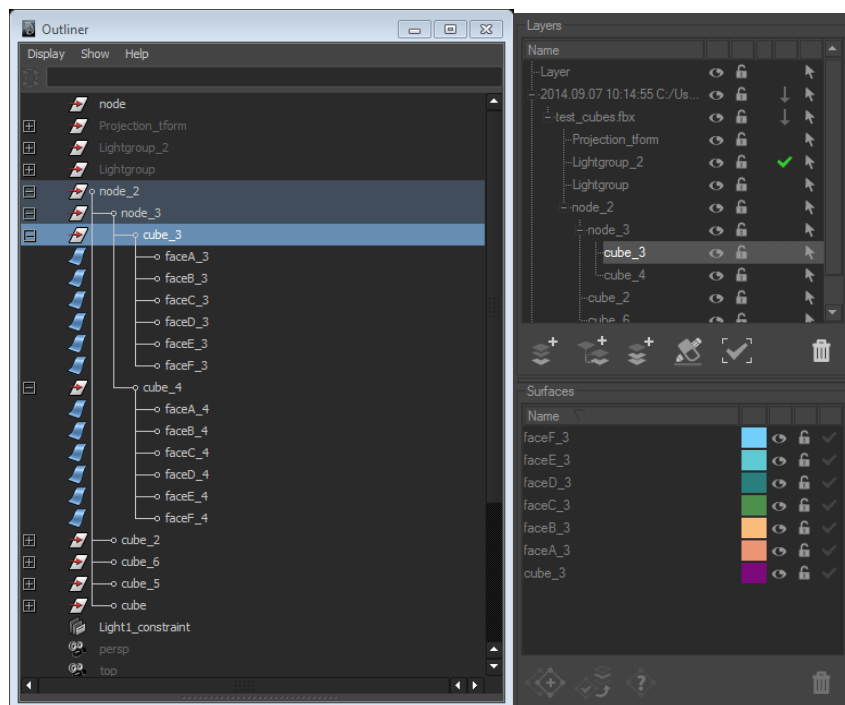 Outliner
Display Show Help
node
Projection_tform
Lightgroup_2
Lightgroup
node_2
node_3
cube_3
faceA_3
faceB_3
faceC_3
faceD_3
faceE_3
faceF_3
cube_4
faceA_4
faceB_4
faceC_4
faceD_4
faceE_4
faceF_4
cube_2
cube_6
cube_5
cube
Light1_constraint
persp
top
Layers
Name
Layer
2014.09.07 10:14:55 C:/Us...
test_cubes.fbx
Projection_tform
Lightgroup_2
Lightgroup
node_2
node_3
cube_3
cube_4
cube_2
cube_6
Surfaces
Name
faceF_3
faceE_3
faceD_3
faceC_3
faceB_3
faceA_3
cube_3